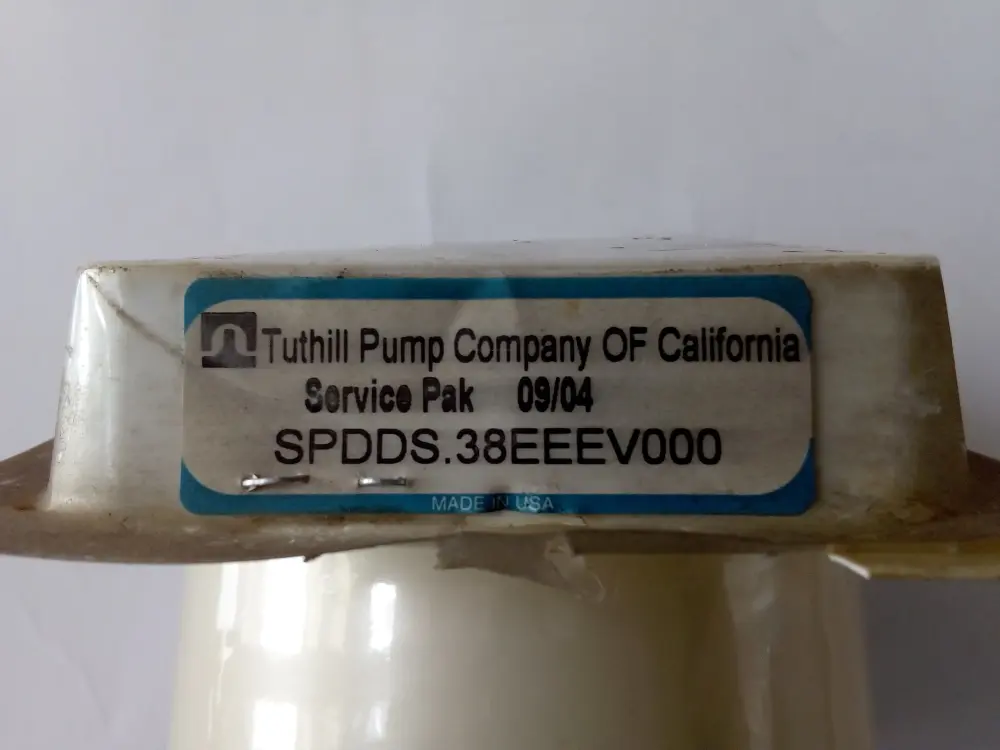 Tuthill Pump Company OF California
Service Pak 09/04
SPDDS.38EEEV000
MADE IN USA